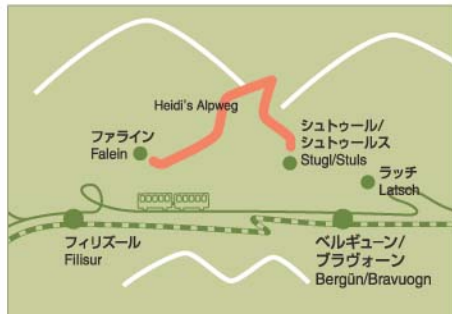 Heidi's Alpweg
ファライン
Falein
シュトゥール/
シュトゥールス
Stugl/Stuls
ラッチ
Latsch
フィリズール
Filisur
ベルギューン/
ブラヴォーン
Bergün/Bravuogn